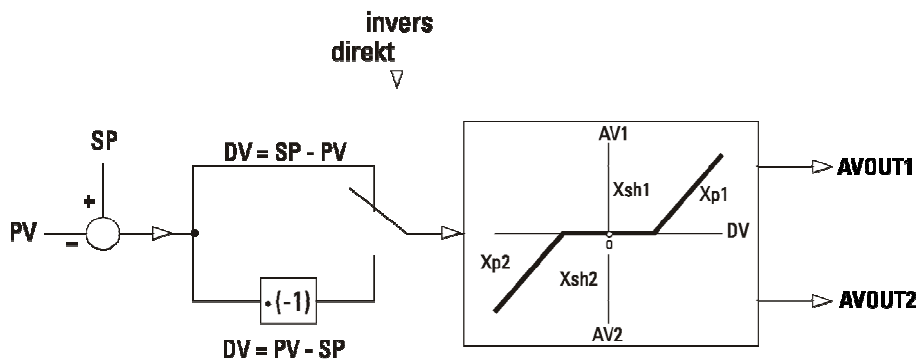 invers
direkt
SP
DV = SP - PV
AV1
AVOUT1
Xsh1
Xp1
+
PV
−
DV
0
Xp2
Xsh2
•(-1)
AVOUT2
AV2
DV = PV - SP